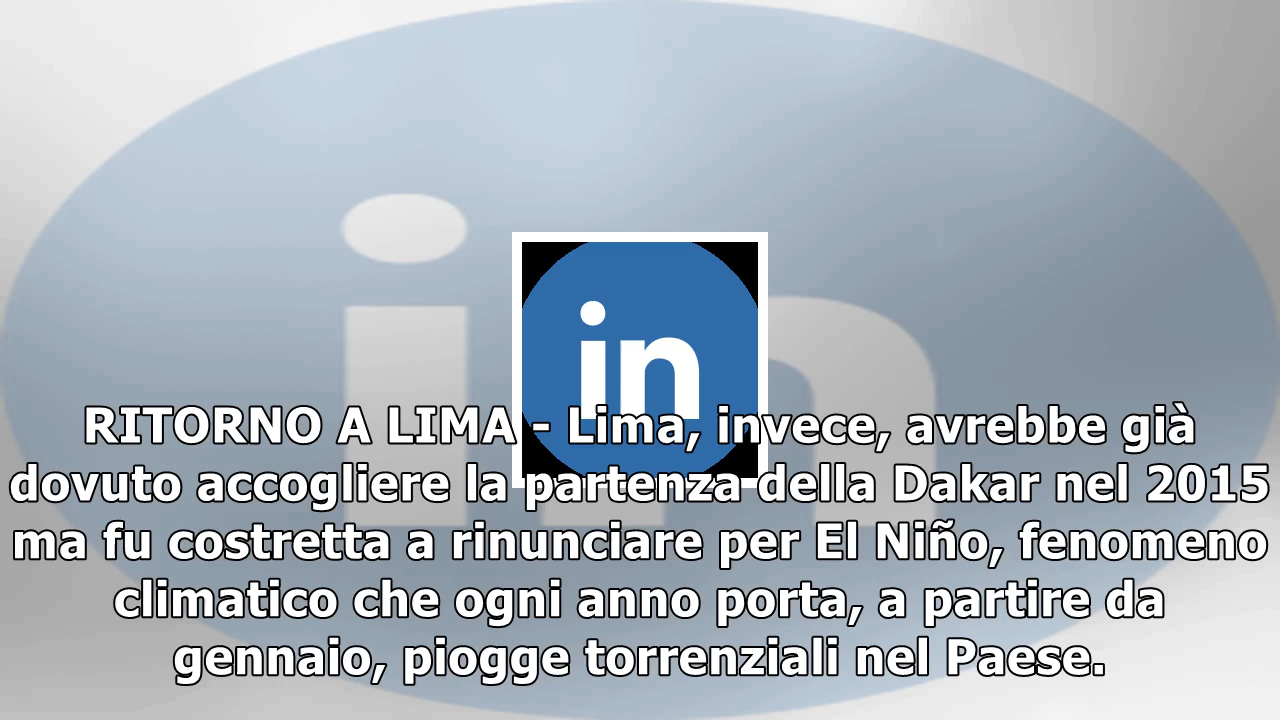 in
RITORNO A LIMA - Lima, invece, avrebbe già
dovuto accogliere la partenza della Dakar nel 2015
ma fu costretta a rinunciare per El Niño, fenomeno
climatico che ogni anno porta, a partire da
gennaio, piogge torrenziali nel Paese.